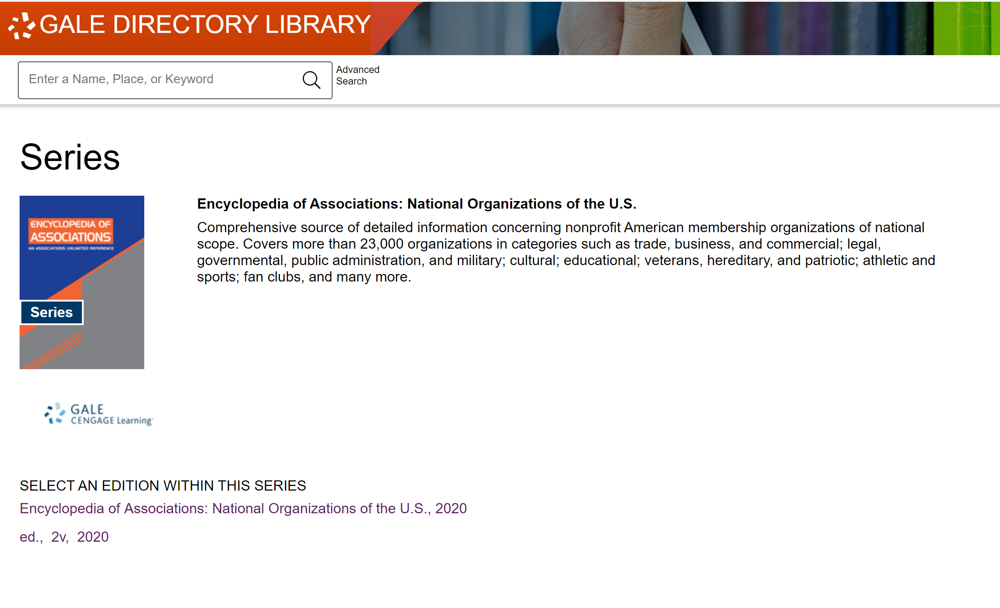 GALE DIRECTORY LIBRARY
Enter a Name, Place, or Keyword
Advanced
Search
Series
ENCYCLOPEDIA OF
ASSOCIATIONS
AN ASSOCIATIONS UNLIMITED REFERENCE
Series
Encyclopedia of Associations: National Organizations of the U.S.
Comprehensive source of detailed information concerning nonprofit American membership organizations of national
scope. Covers more than 23,000 organizations in categories such as trade, business, and commercial; legal,
governmental, public administration, and military; cultural; educational; veterans, hereditary, and patriotic; athletic and
sports; fan clubs, and many more.
GALE
CENGAGE Learning™
SELECT AN EDITION WITHIN THIS SERIES
Encyclopedia of Associations: National Organizations of the U.S., 2020
ed., 2v, 2020